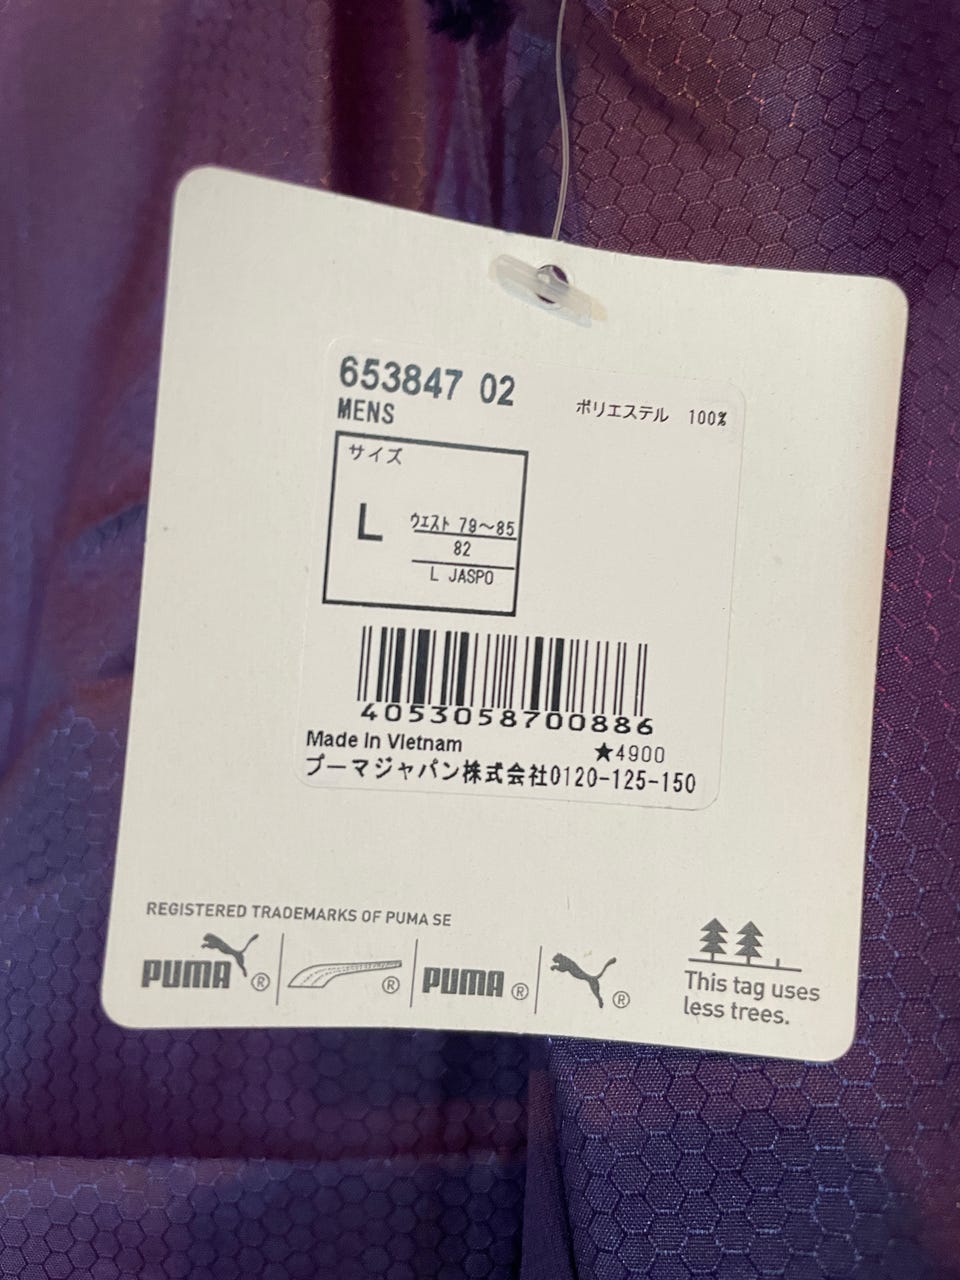 653847 02
MENS
ポリエステル 100%
サイズ
L
ウエスト 79～85
82
L JASPO
4053058700886
Made in Vietnam
★4900
プーマジャパン株式会社0120-125-150
REGISTERED TRADEMARKS OF PUMA SE
PUMA ® ® PUMA ® ®
This tag uses
less trees.